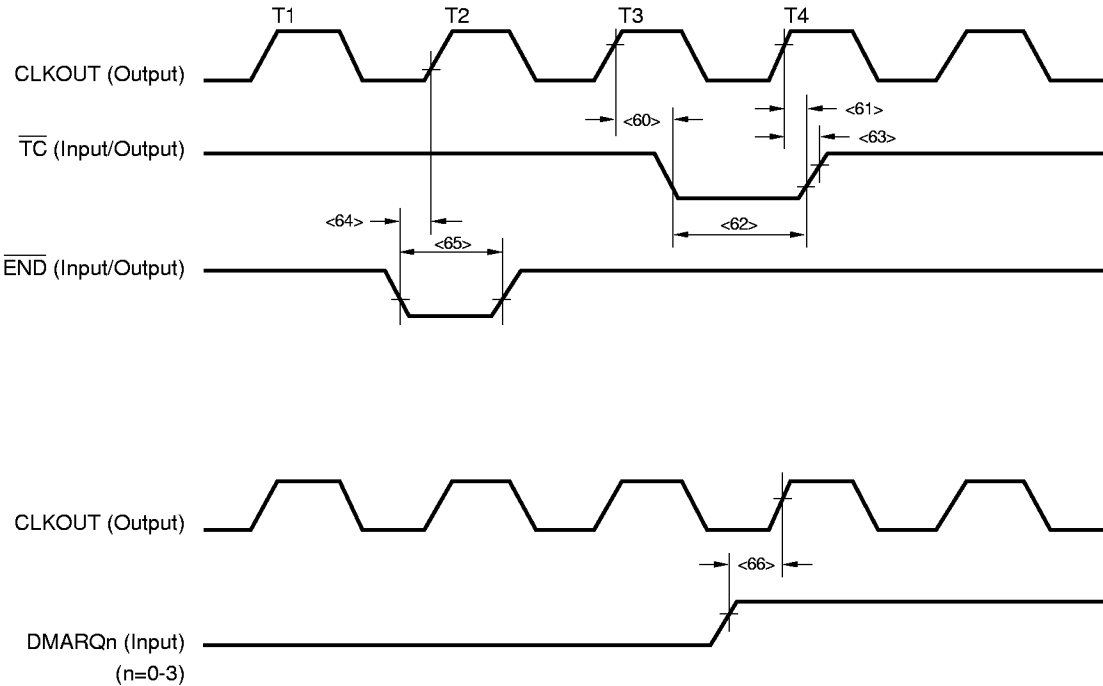 T1 T2 T3 T4
CLKOUT (Output)
<60> <61>
<63>
TC (Input/Output)
<64> <65> <62>
END (Input/Output)
CLKOUT (Output)
<66>
DMARQn (Input)
(n=0-3)